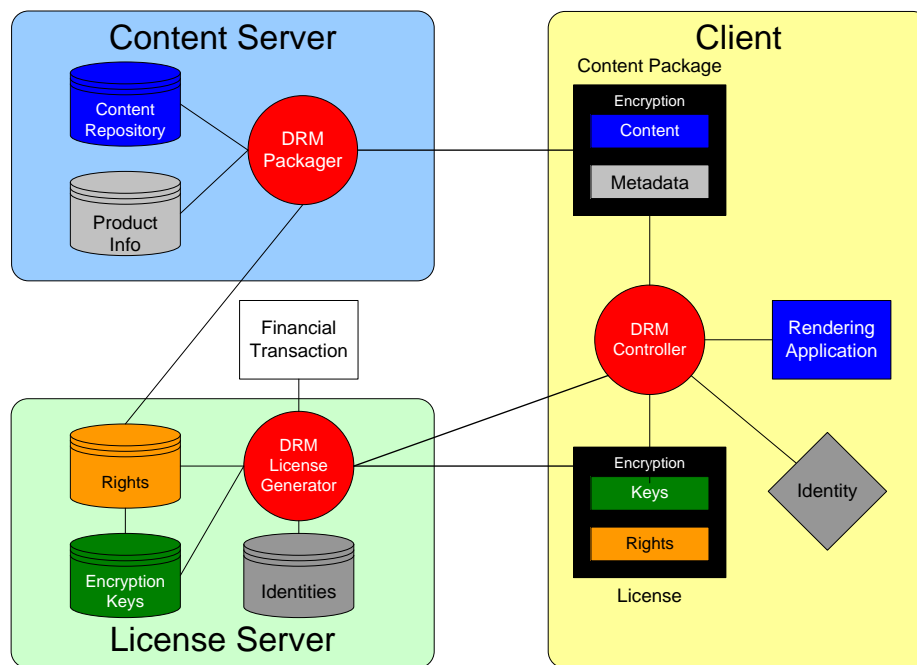 Content Server
Content
Repository
DRM
Packager
Product
Info
Client
Content Package
Encryption
Content
Metadata
Financial
Transaction
DRM
Controller
Rendering
Application
Rights
DRM
License
Generator
Encryption
Keys
Identities
License Server
Encryption
Keys
Rights
License
Identity